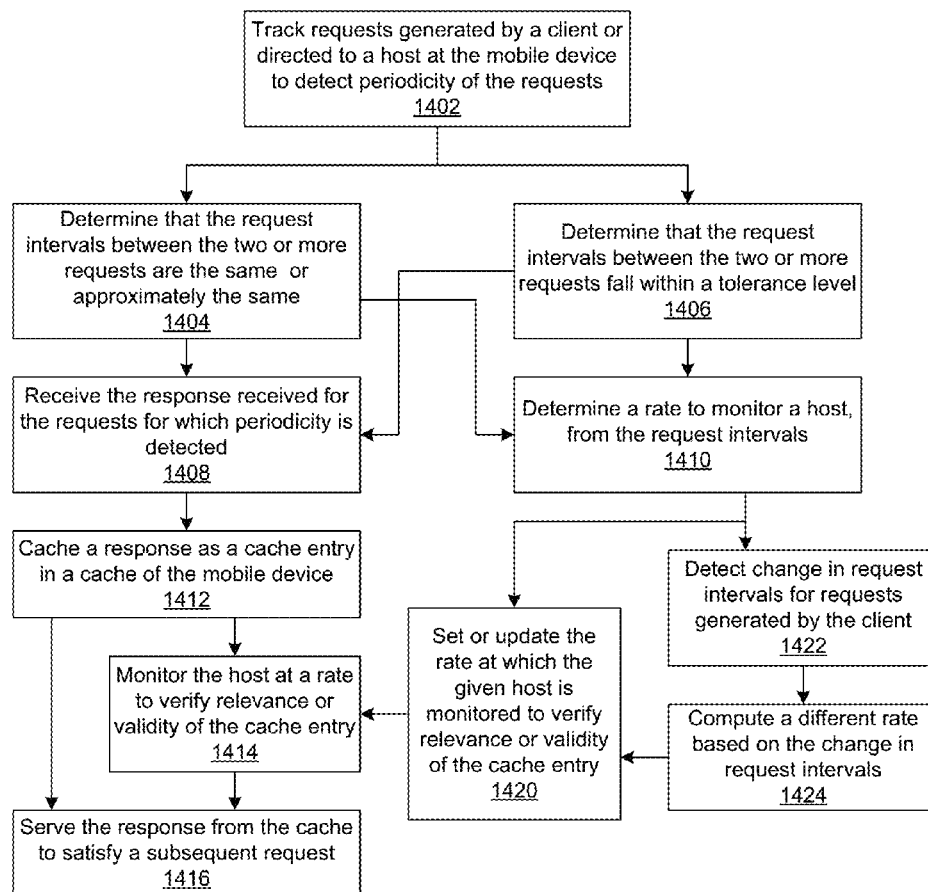 Track requests generated by a client or
directed to a host at the mobile device
to detect periodicity of the requests
1402
Determine that the request
intervals between the two or more
requests are the same or
approximately the same
1404
Determine that the request
intervals between the two or more
requests fall within a tolerance level
1406
Receive the response received for
the requests for which periodicity is
detected
1408
Determine a rate to monitor a host,
from the request intervals
1410
Cache a response as a cache entry
in a cache of the mobile device
1412
Detect change in request
intervals for requests
generated by the client
1422
Set or update the
rate at which the
given host is
monitored to verify
relevance or validity
of the cache entry
1420
Monitor the host at a rate
to verify relevance or
validity of the cache entry
1414
Compute a different rate
based on the change in
request intervals
1424
Serve the response from the cache
to satisfy a subsequent request
1416